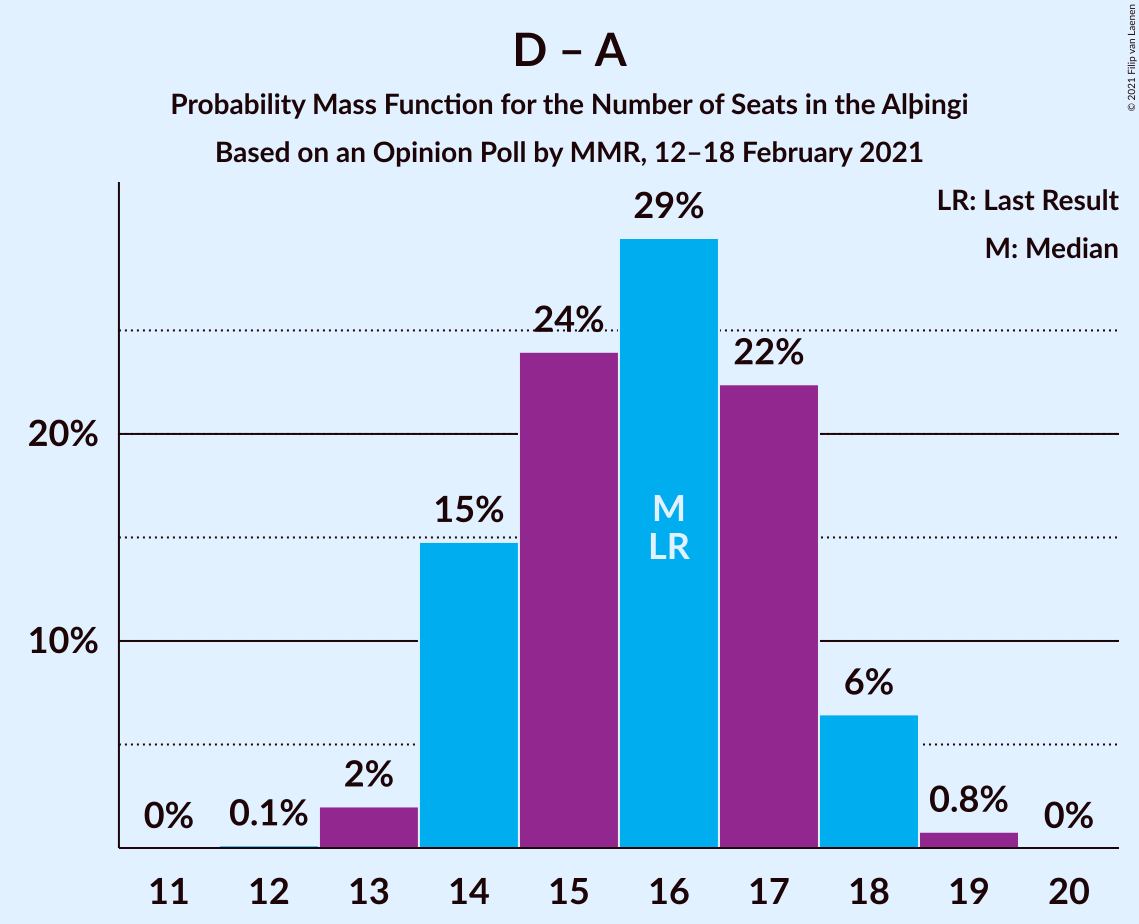 D – A
Probability Mass Function for the Number of Seats in the Alþingi
Based on an Opinion Poll by MMR, 12–18 February 2021
© 2021 Filip van Laenen
LR: Last Result
M: Median
29%
24%
22%
20%
15%
M
LR
10%
6%
2%
0%
0.1%
0.8%
0%
11 12 13 14 15 16 17 18 19 20